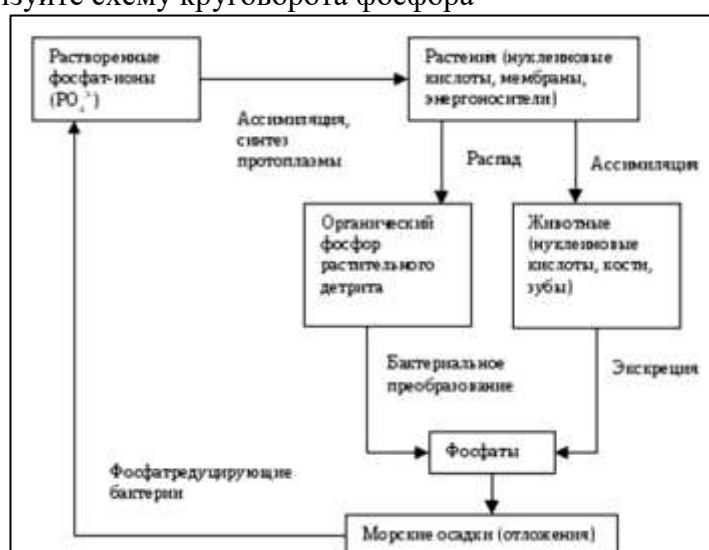 зуйте схему круговорота фосфора
Растворенные
фосфат-ионы
(PO₄³⁻)
Растения (нуклеиновые
кислоты, мембраны,
энергоносители)
Ассимиляция,
синтез
протоплазмы
Распад
Ассимиляция
Органический
фосфор
растительного
детрита
Животные
(нуклеиновые
кислоты, кости,
зубы)
Бактериальное
преобразование
Экскреция
Фосфаты
Фосфатредуцирующие
бактерии
Морские осадки (отложения)